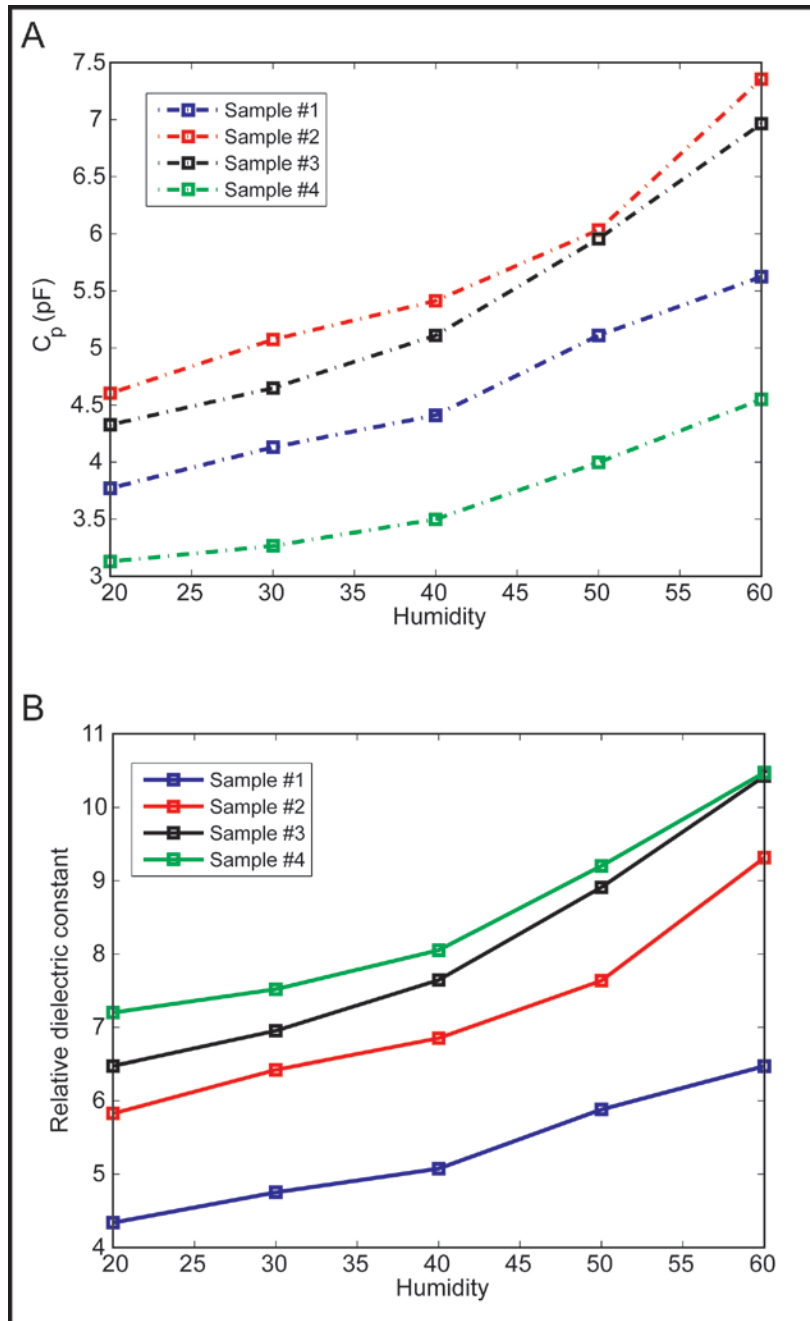 A
7.5
7
6.5
6
5.5
5
4.5
4
3.5
3
C_p (pF)
Sample #1
Sample #2
Sample #3
Sample #4
20 25 30 35 40 45 50 55 60
Humidity
B
11
10
9
8
7
6
5
4
Relative dielectric constant
Sample #1
Sample #2
Sample #3
Sample #4
20 25 30 35 40 45 50 55 60
Humidity